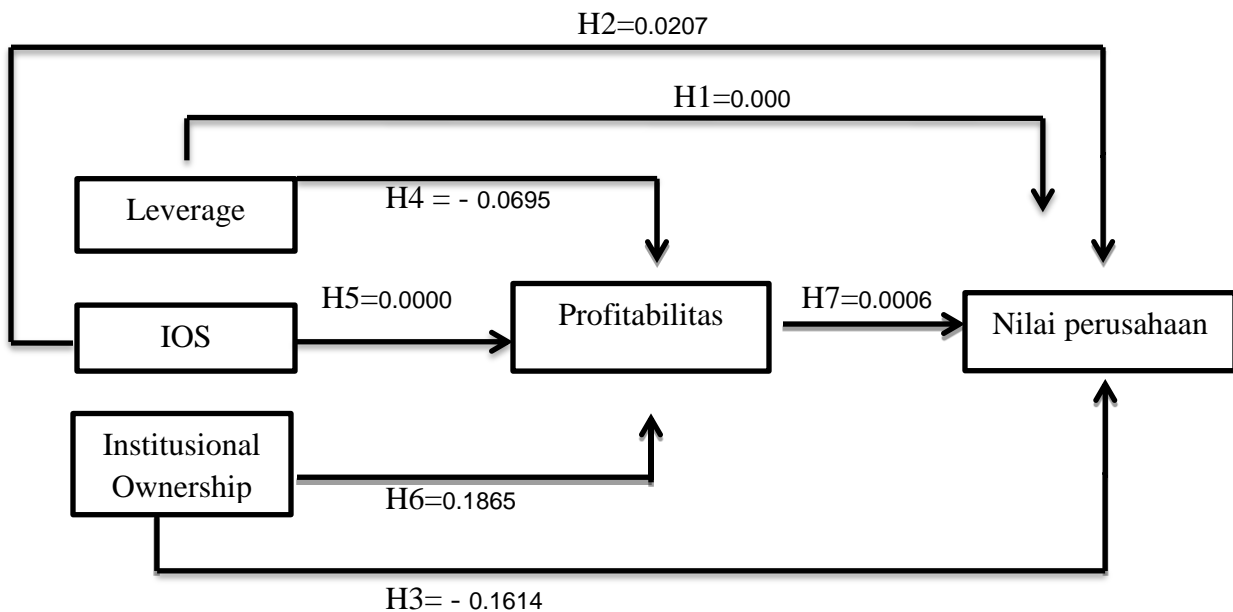 H2=0.0207
H1=0.000
Leverage
H4 = - 0.0695
H5=0.0000
Profitabilitas
H7=0.0006
IOS
Nilai perusahaan
Institusional
Ownership
H6=0.1865
H3= - 0.1614